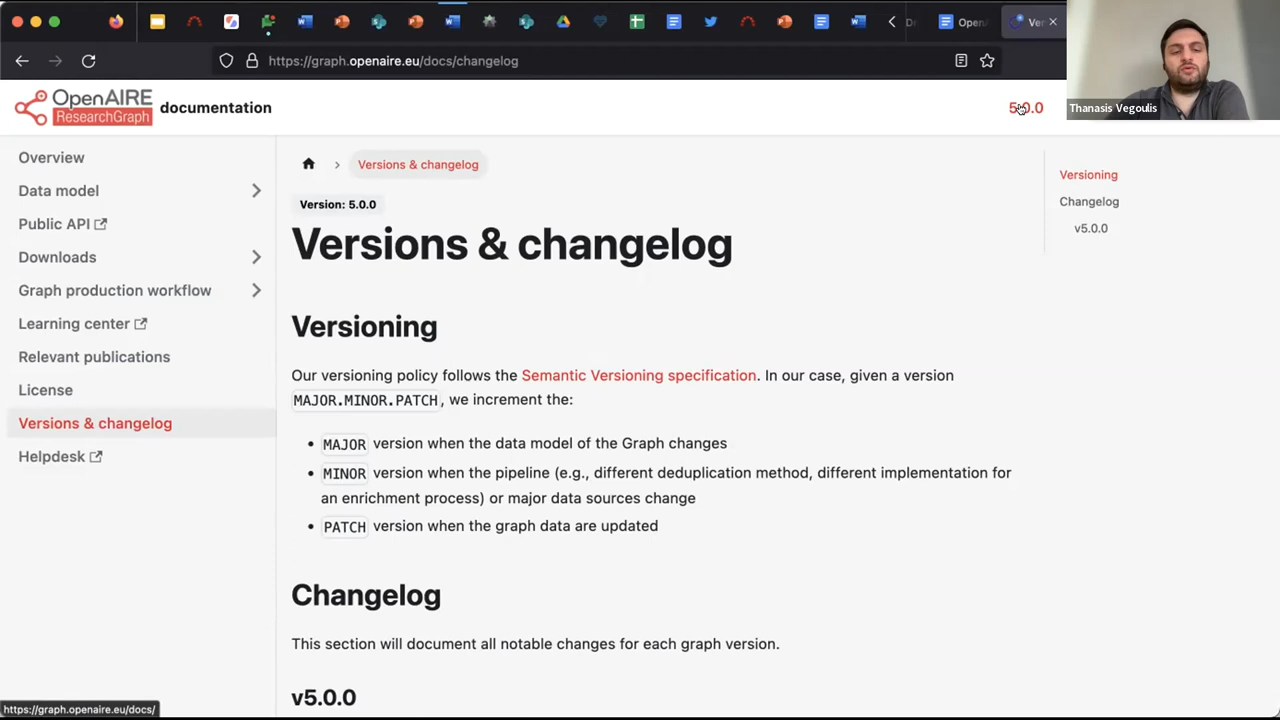 Open
Ver
https://graph.openaire.eu/docs/changelog
OpenAIRE
ResearchGraph
documentation
5.0.0
Thanasis Vegoulis
Overview
Data model
Public API
Downloads
Graph production workflow
Learning center
Relevant publications
License
Versions & changelog
Helpdesk
Versions & changelog
Version: 5.0.0
Versions & changelog
Versioning
Our versioning policy follows the Semantic Versioning specification. In our case, given a version
MAJOR.MINOR.PATCH, we increment the:
• MAJOR version when the data model of the Graph changes
• MINOR version when the pipeline (e.g., different deduplication method, different implementation for
an enrichment process) or major data sources change
• PATCH version when the graph data are updated
Changelog
This section will document all notable changes for each graph version.
v5.0.0
Versioning
Changelog
v5.0.0
https://graph.openaire.eu/docs/